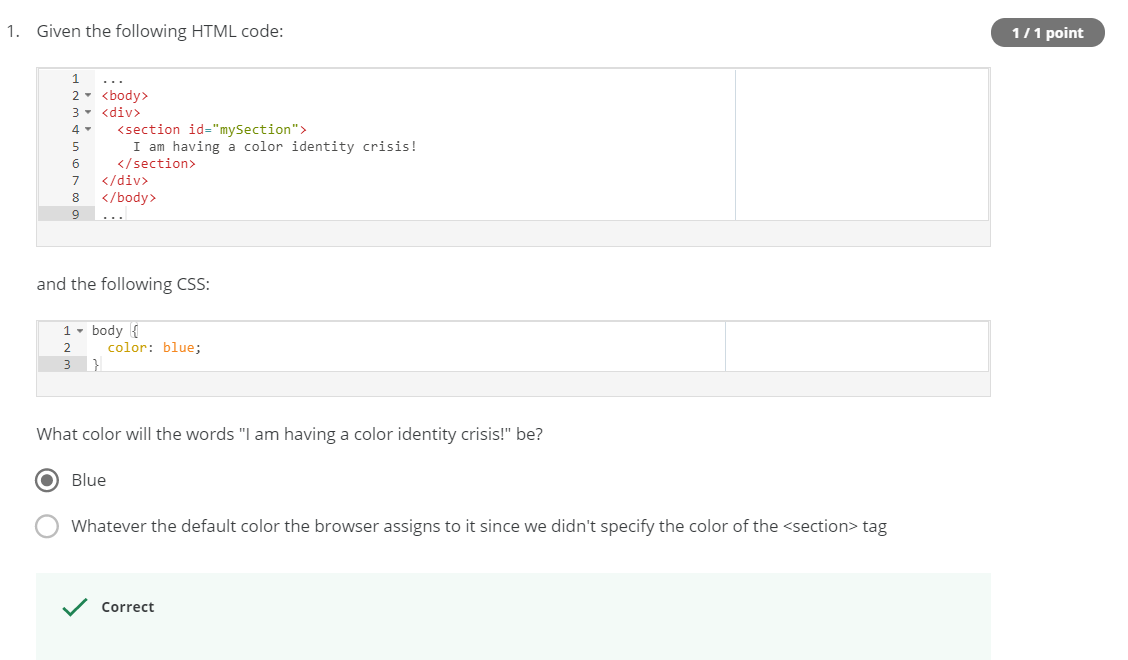 1. Given the following HTML code:
1 / 1 point
1 ...
2 <body>
3 <div>
4   <section id="mySection">
5     I am having a color identity crisis!
6   </section>
7 </div>
8 </body>
9 ...
and the following CSS:
1 body {
2   color: blue;
3 }
What color will the words "I am having a color identity crisis!" be?
Blue
Whatever the default color the browser assigns to it since we didn't specify the color of the <section> tag
Correct